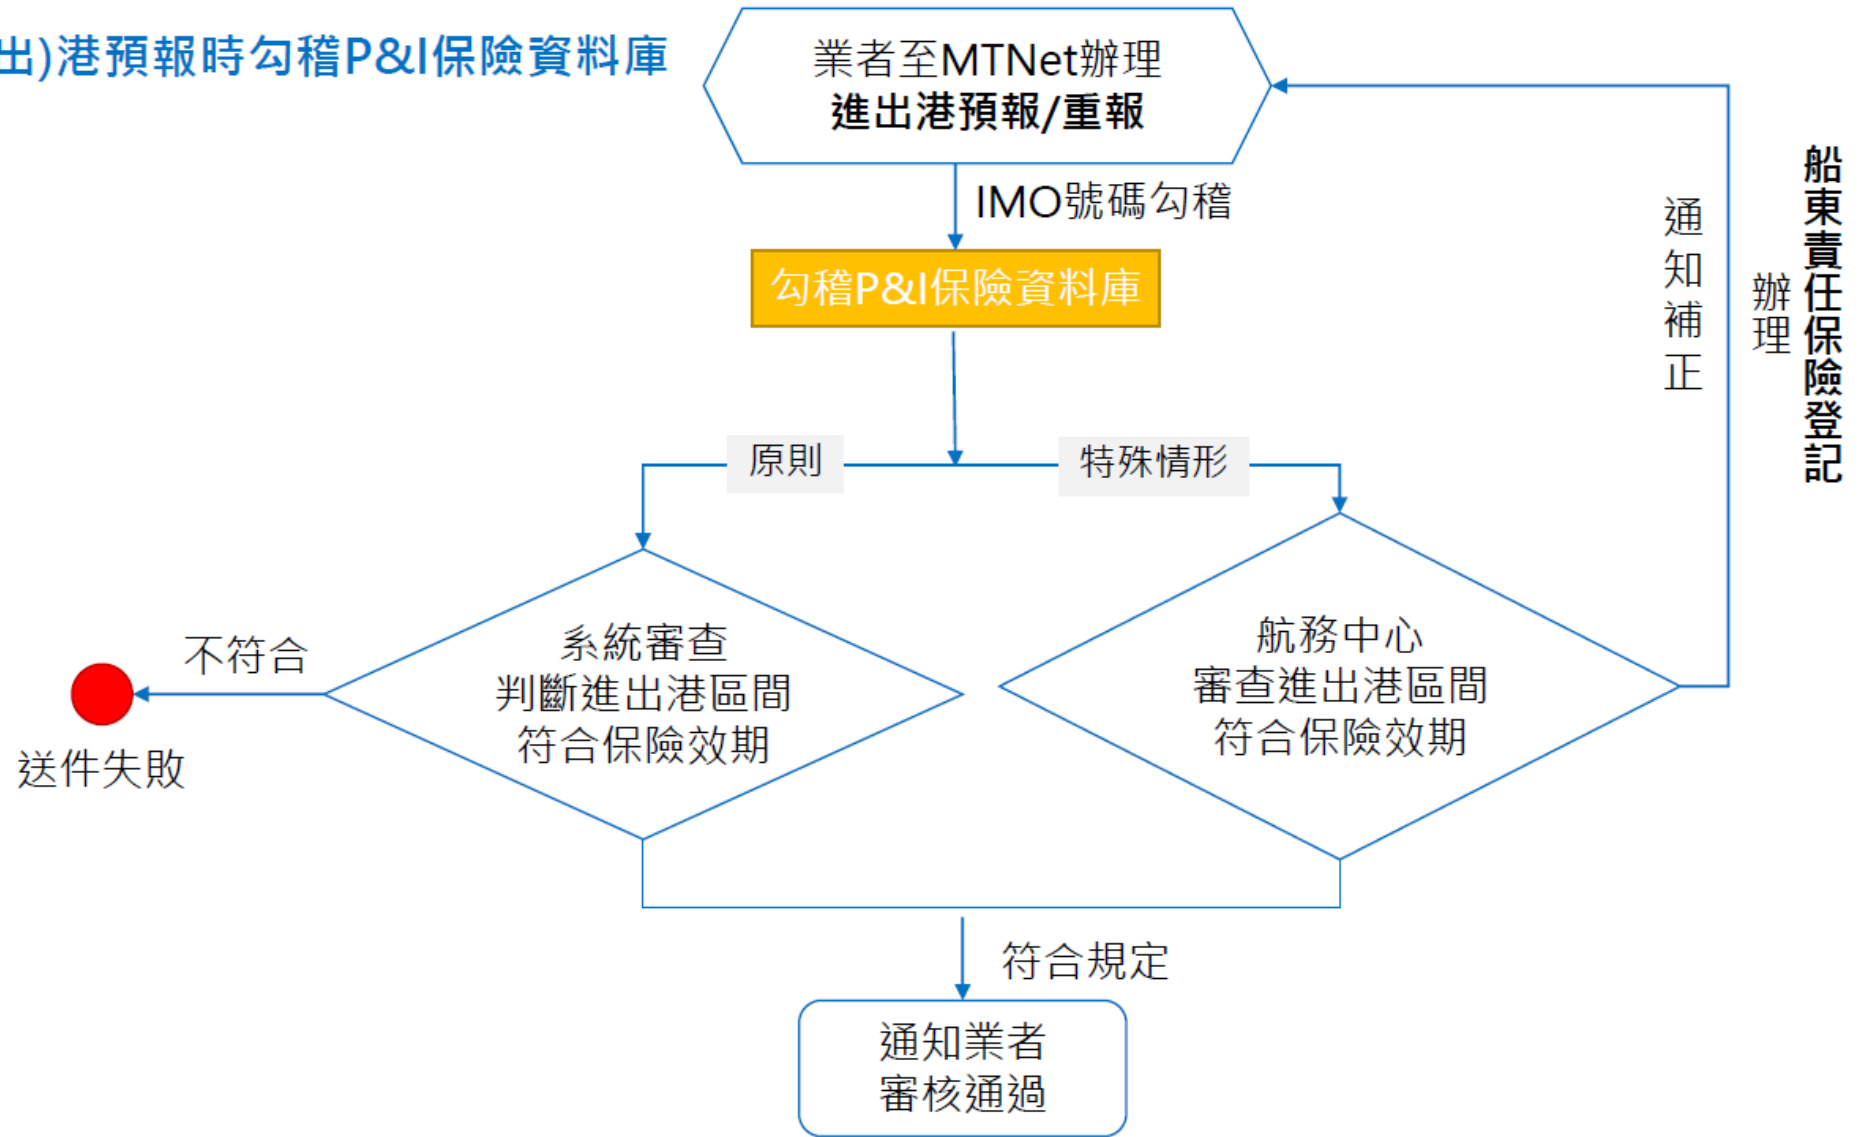 出)港預報時勾稽P&I保險資料庫
業者至MTNet辦理
進出港預報/重報
IMO號碼勾稽
勾稽P&I保險資料庫
通知補正
辦理
船東責任保險登記
原則
特殊情形
不符合
送件失敗
系統審查
判斷進出港區間
符合保險效期
航務中心
審查進出港區間
符合保險效期
符合規定
通知業者
審核通過